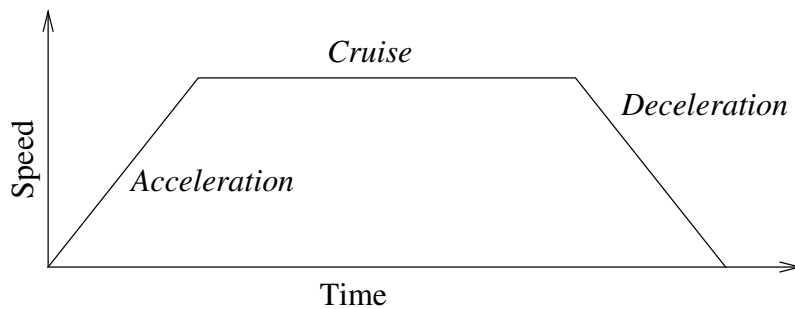 Cruise
Deceleration
Speed
Acceleration
Time